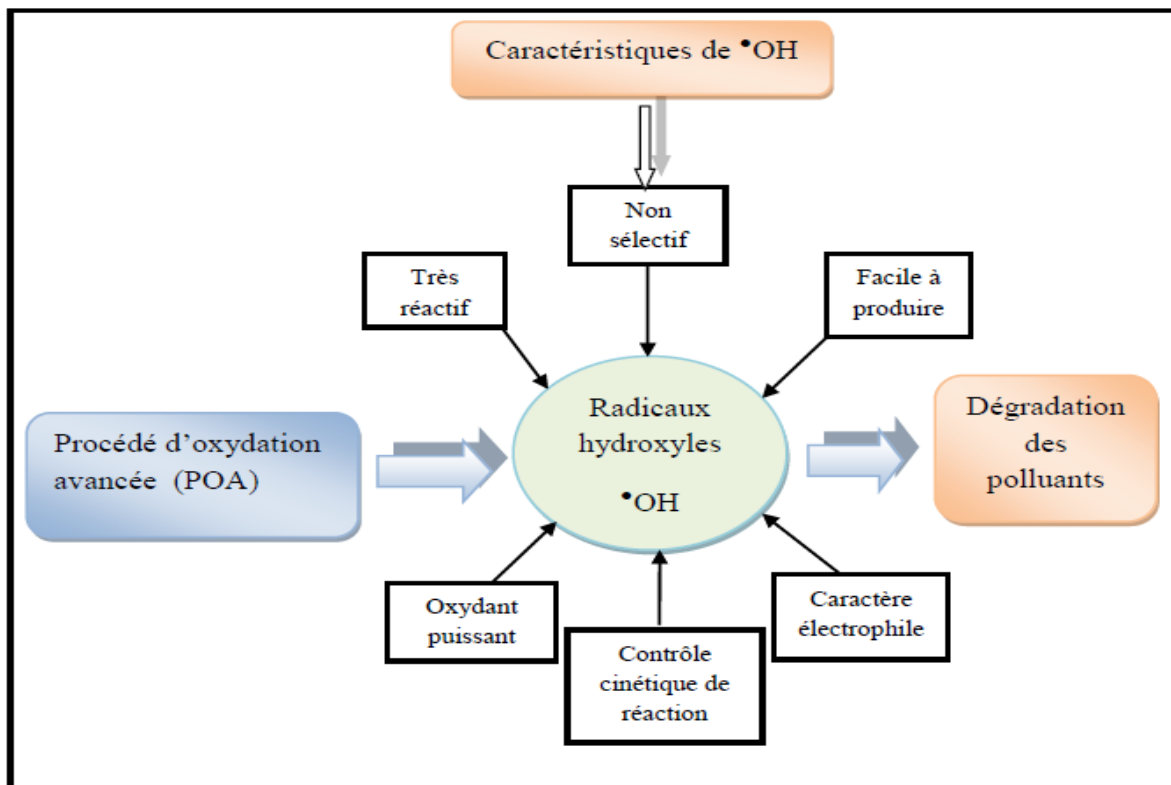 Caractéristiques de •OH
Non
sélectif
Très
réactif
Facile à
produire
Procédé d’oxydation
avancée (POA)
Radicaux
hydroxyles
•OH
Dégradation
des
polluants
Oxydant
puissant
Contrôle
cinétique de
réaction
Caractère
électrophile